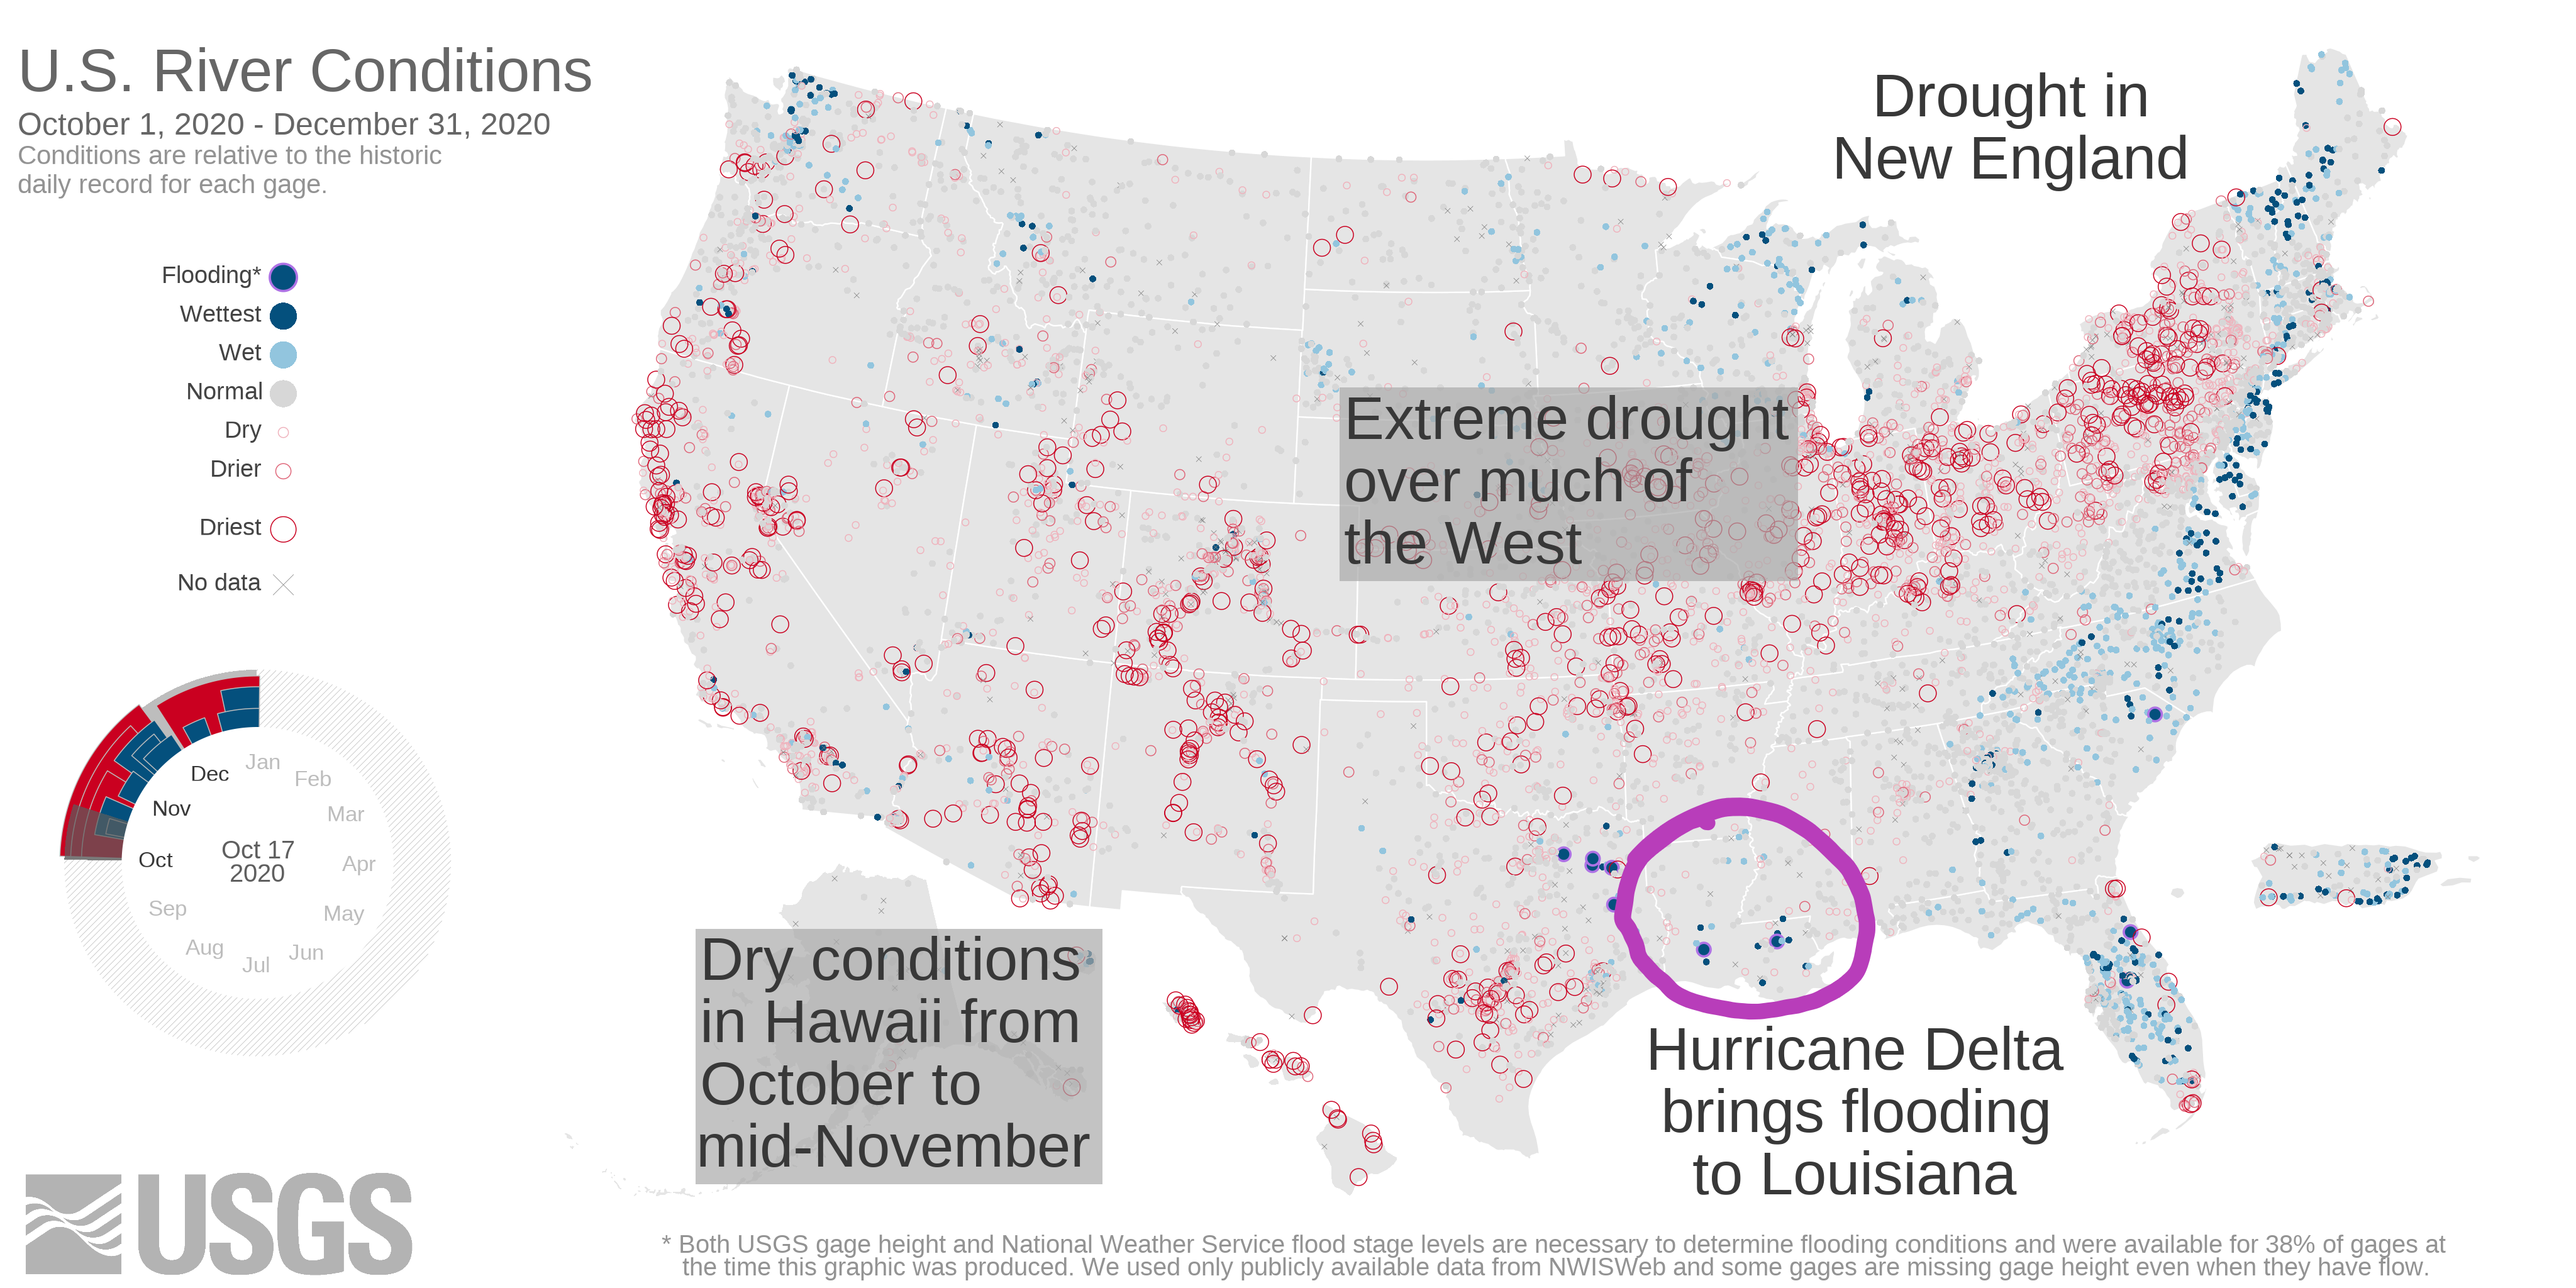 U.S. River Conditions
October 1, 2020 - December 31, 2020
Conditions are relative to the historic
daily record for each gage.
Flooding*
Wettest
Wet
Normal
Dry
Drier
Driest
No data
Drought in
New England
Extreme drought
over much of
the West
Jan
Feb
Mar
Apr
May
Jun
Jul
Aug
Sep
Oct
Nov
Dec
Oct 17
2020
Dry conditions
in Hawaii from
October to
mid-November
Hurricane Delta
brings flooding
to Louisiana
USGS
* Both USGS gage height and National Weather Service flood stage levels are necessary to determine flooding conditions and were available for 38% of gages at
the time this graphic was produced. We used only publicly available data from NWISWeb and some gages are missing gage height even when they have flow.